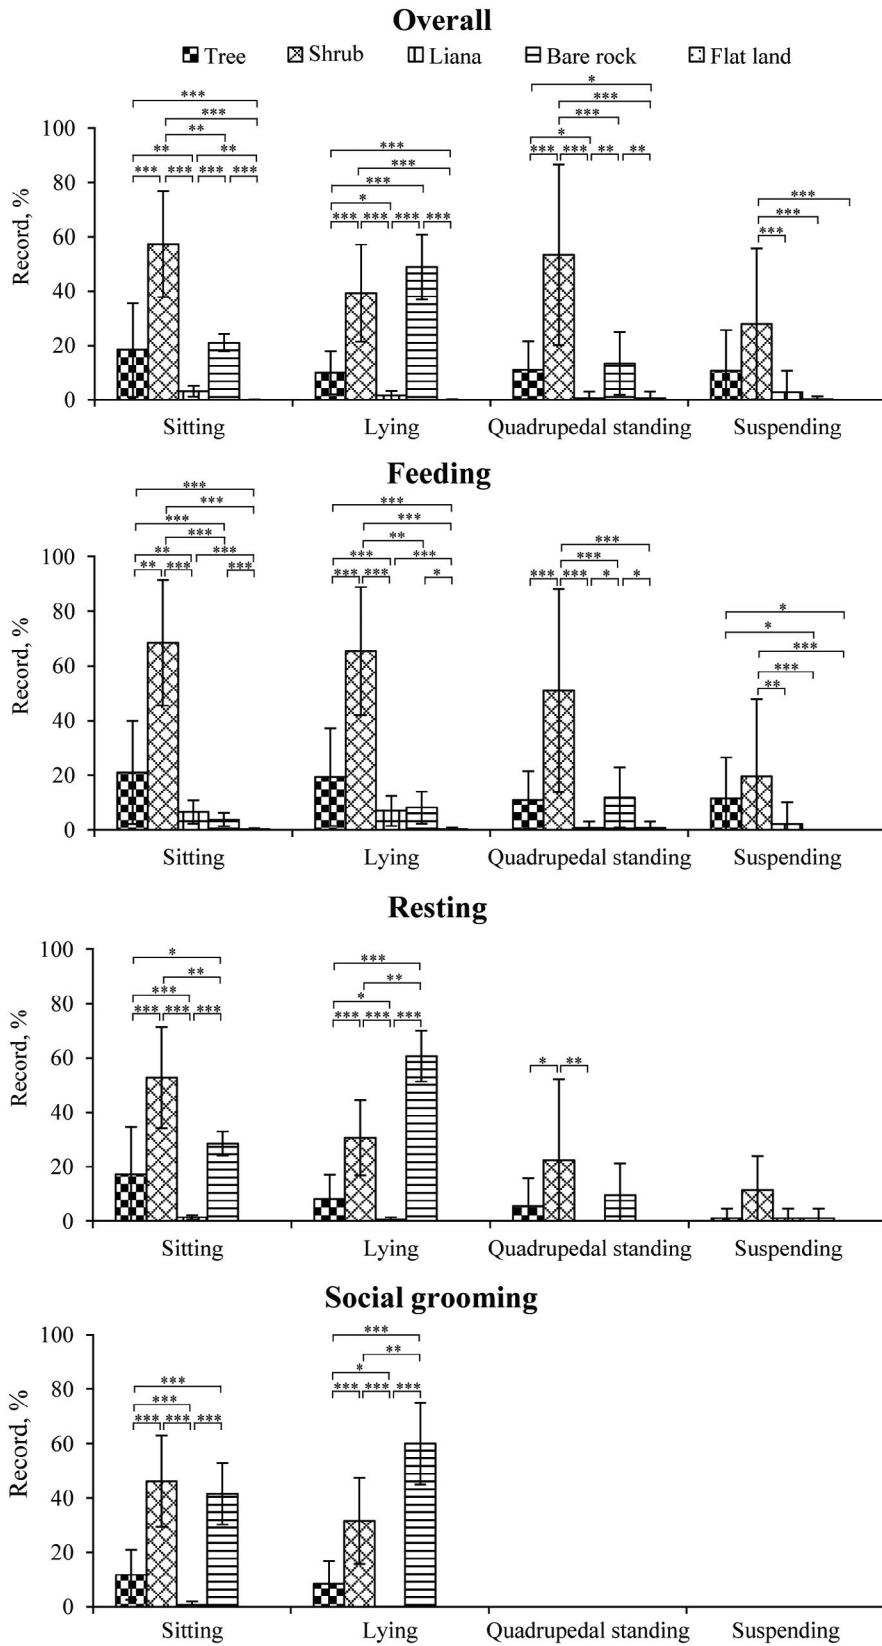 Overall
Tree Shrub Liana Bare rock Flat land
*
*** ***
*** ***
100 ** *
** ** *** *** *** ** **
*** *** *** *** *** ***
80 ***
* ***
*** *** *** *** ***
***
60
40
20
0
Record, %
Sitting Lying Quadrupedal standing Suspending
Feeding
***
*** ***
*** ***
*** ** ***
100 ** *** *** *** ***
** *** *** *** *** * *** *** * *
80 *
*
***
***
**
60
40
20
0
Record, %
Sitting Lying Quadrupedal standing Suspending
Resting
100 * ***
** **
*** *
*** *** *** *** *** ***
80
60 * **
40
20
0
Record, %
Sitting Lying Quadrupedal standing Suspending
Social grooming
100 ***
**
*** *
80 *** *** *** ***
*** *** ***
60
40
20
0
Record, %
Sitting Lying Quadrupedal standing Suspending